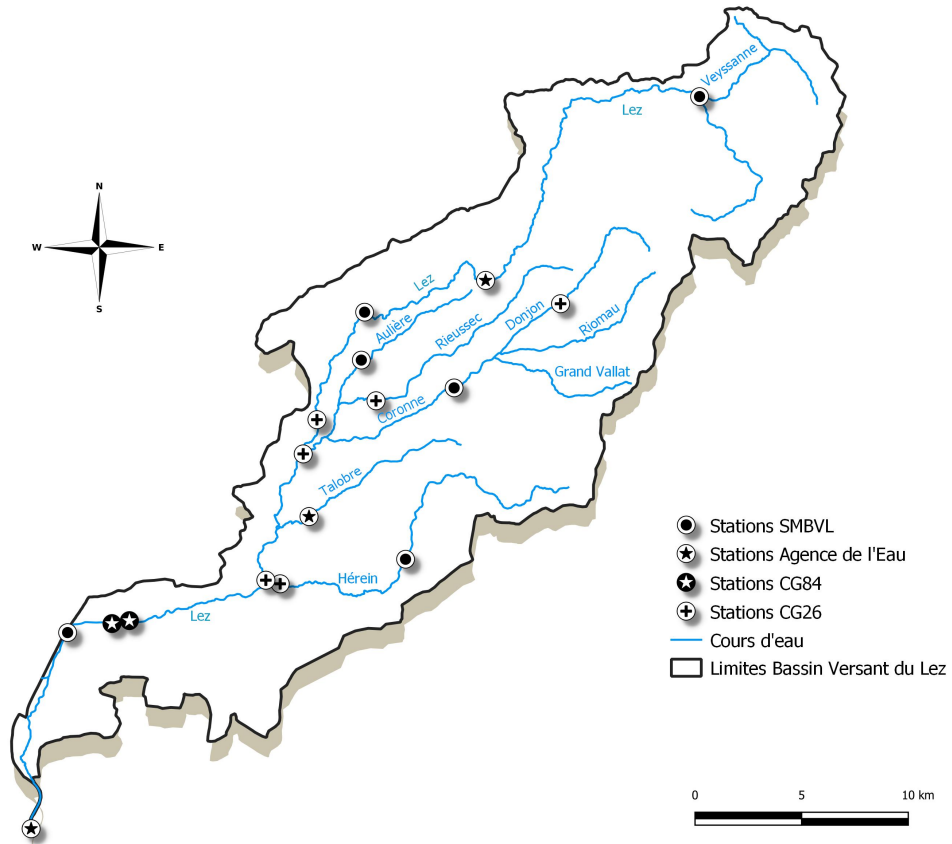 Veyssanne
Lez
N
W
E
S
Lez
Aulière
Rieussec
Donjon
Riomau
Grand Vallat
Coronne
Talobre
Hérein
Lez
Stations SMBVL
Stations Agence de l'Eau
Stations CG84
Stations CG26
Cours d'eau
Limites Bassin Versant du Lez
0 5 10 km